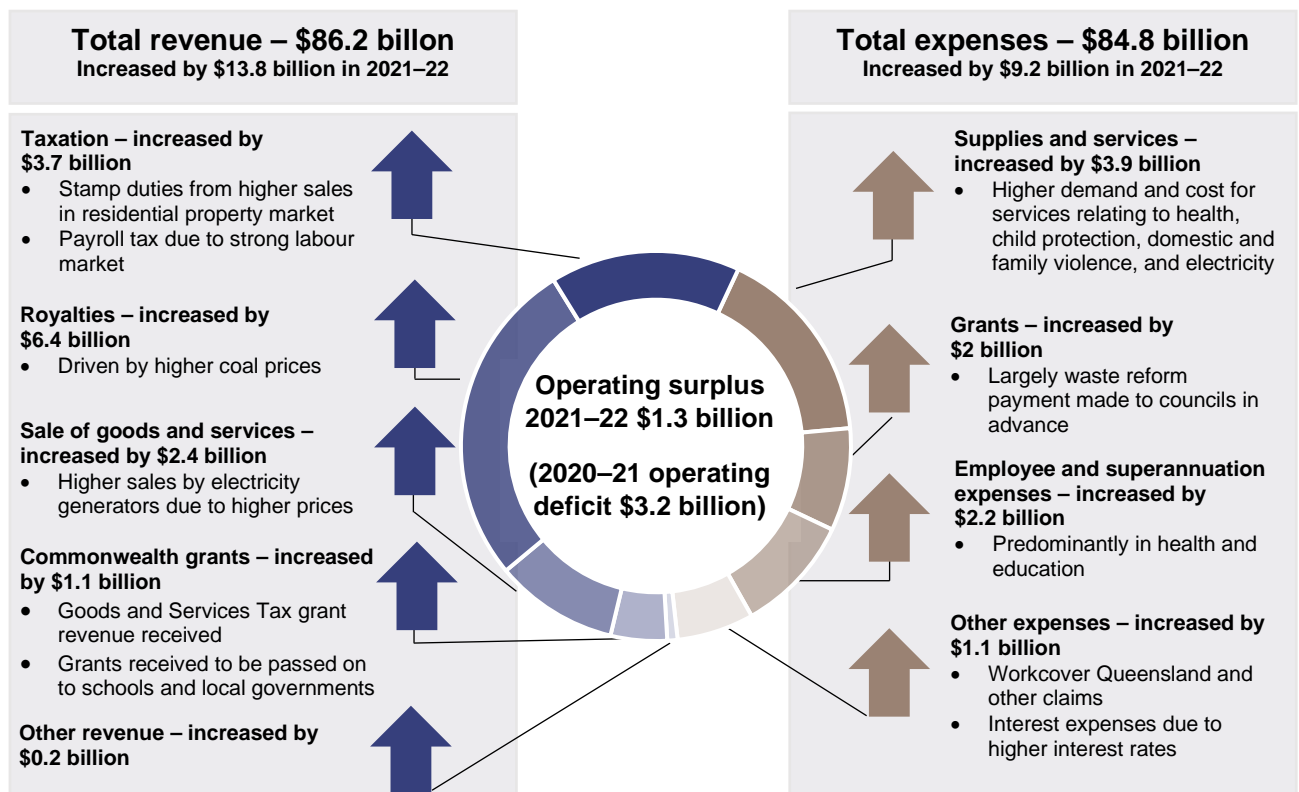 Total revenue – $86.2 billon
Increased by $13.8 billion in 2021–22
Taxation – increased by
$3.7 billion
• Stamp duties from higher sales
in residential property market
• Payroll tax due to strong labour
market
Royalties – increased by
$6.4 billion
• Driven by higher coal prices
Sale of goods and services –
increased by $2.4 billion
• Higher sales by electricity
generators due to higher prices
Commonwealth grants – increased
by $1.1 billion
• Goods and Services Tax grant
revenue received
• Grants received to be passed on
to schools and local governments
Other revenue – increased by
$0.2 billion
Operating surplus
2021–22 $1.3 billion
(2020–21 operating
deficit $3.2 billion)
Total expenses – $84.8 billion
Increased by $9.2 billion in 2021–22
Supplies and services –
increased by $3.9 billion
• Higher demand and cost for
services relating to health,
child protection, domestic and
family violence, and electricity
Grants – increased by
$2 billion
• Largely waste reform
payment made to councils in
advance
Employee and superannuation
expenses – increased by
$2.2 billion
• Predominantly in health and
education
Other expenses – increased by
$1.1 billion
• Workcover Queensland and
other claims
• Interest expenses due to
higher interest rates